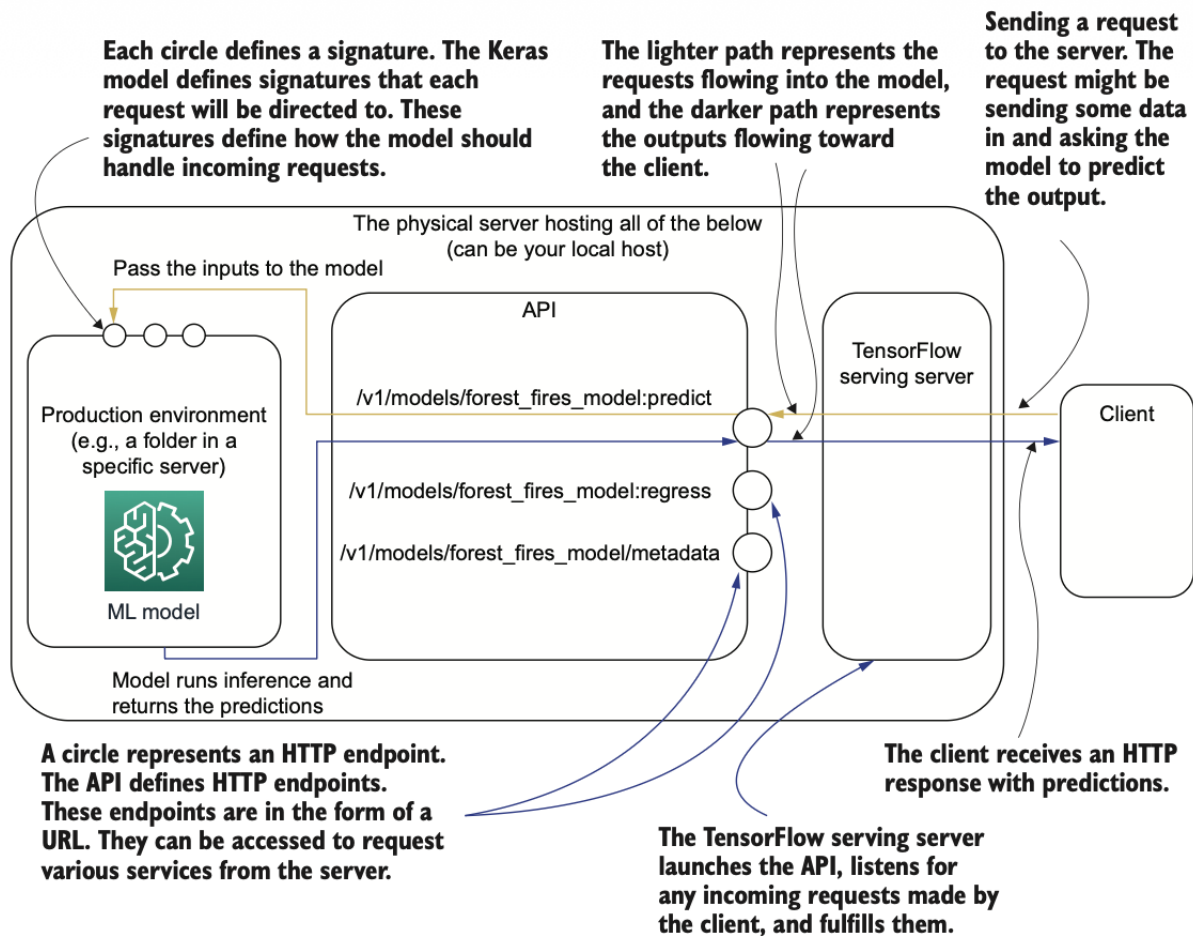 Each circle defines a signature. The Keras
model defines signatures that each
request will be directed to. These
signatures define how the model should
handle incoming requests.
The lighter path represents the
requests flowing into the model,
and the darker path represents
the outputs flowing toward
the client.
Sending a request
to the server. The
request might be
sending some data
in and asking the
model to predict
the output.
The physical server hosting all of the below
(can be your local host)
Pass the inputs to the model
API
TensorFlow
serving server
Client
/v1/models/forest_fires_model:predict
Production environment
(e.g., a folder in a
specific server)
/v1/models/forest_fires_model:regress
/v1/models/forest_fires_model/metadata
ML model
Model runs inference and
returns the predictions
A circle represents an HTTP endpoint.
The API defines HTTP endpoints.
These endpoints are in the form of a
URL. They can be accessed to request
various services from the server.
The client receives an HTTP
response with predictions.
The TensorFlow serving server
launches the API, listens for
any incoming requests made by
the client, and fulfills them.